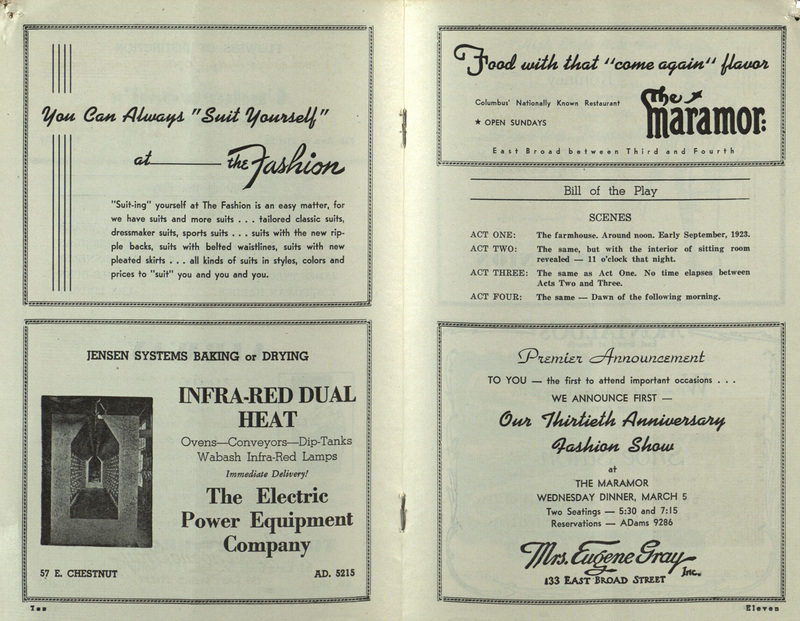 You Can Always "Suit Yourself"
at the Fashion
"Suit-ing" yourself at The Fashion is an easy matter, for
we have suits and more suits . . . tailored classic suits,
dressmaker suits, sports suits . . . suits with the new rip-
ple backs, suits with belted waistlines, suits with new
pleated skirts . . . all kinds of suits in styles, colors and
prices to "suit" you and you and you.
JENSEN SYSTEMS BAKING or DRYING
INFRA-RED DUAL
HEAT
Ovens—Conveyors—Dip-Tanks
Wabash Infra-Red Lamps
Immediate Delivery!
The Electric
Power Equipment
Company
57 E. CHESTNUT AD. 5215
Ten
Food with that "come again" flavor
Columbus' Nationally Known Restaurant
★ OPEN SUNDAYS
The maramor:
East Broad between Third and Fourth
Bill of the Play
SCENES
ACT ONE: The farmhouse. Around noon. Early September, 1923.
ACT TWO: The same, but with the interior of sitting room
revealed — 11 o'clock that night.
ACT THREE: The same as Act One. No time elapses between
Acts Two and Three.
ACT FOUR: The same — Dawn of the following morning.
Premier Announcement
TO YOU — the first to attend important occasions . . .
WE ANNOUNCE FIRST —
Our Thirtieth Anniversary
Fashion Show
at
THE MARAMOR
WEDNESDAY DINNER, MARCH 5
Two Seatings — 5:30 and 7:15
Reservations — ADams 9286
Mrs. Eugene Gray Inc.
133 EAST BROAD STREET
Eleven